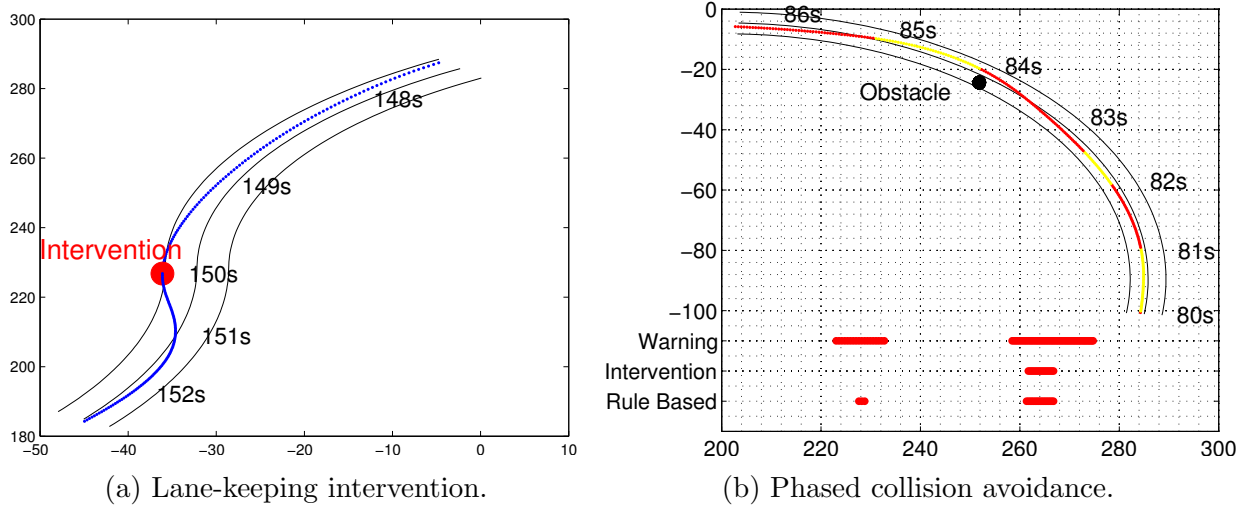 300
280
260
240
220
200
180
−50
−40
−30
−20
−10
0
10
148s
149s
Intervention
150s
151s
152s
(a) Lane-keeping intervention.
0
−20
−40
−60
−80
−100
Warning
Intervention
Rule Based
200
220
240
260
280
300
86s
85s
84s
Obstacle
83s
82s
81s
80s
(b) Phased collision avoidance.